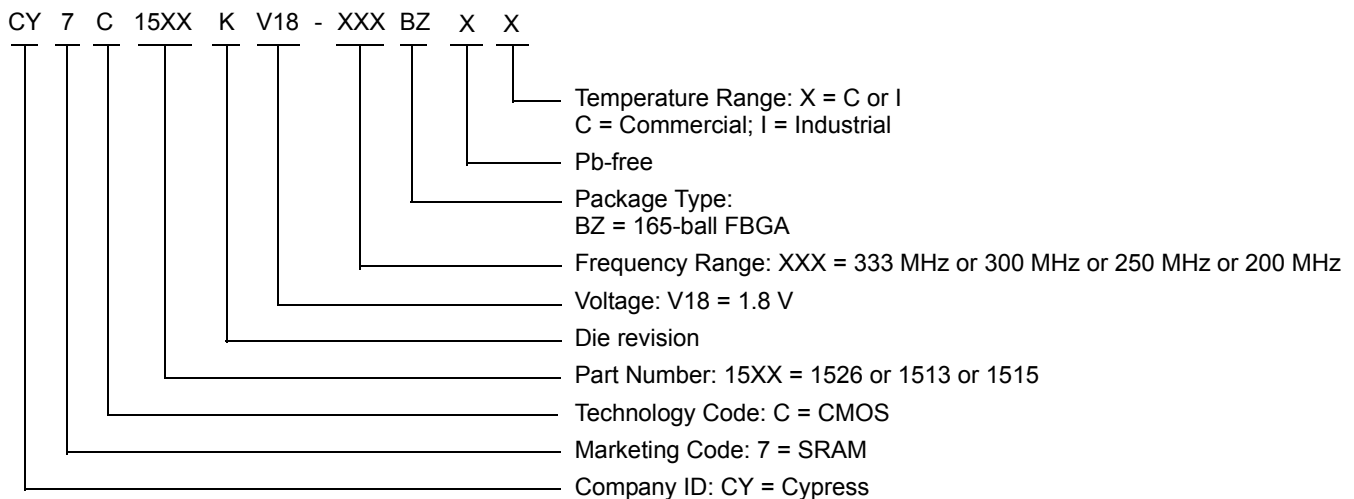 CY 7 C 15XX K V18 - XXX BZ X X
Temperature Range: X = C or I
C = Commercial; I = Industrial
Pb-free
Package Type:
BZ = 165-ball FBGA
Frequency Range: XXX = 333 MHz or 300 MHz or 250 MHz or 200 MHz
Voltage: V18 = 1.8 V
Die revision
Part Number: 15XX = 1526 or 1513 or 1515
Technology Code: C = CMOS
Marketing Code: 7 = SRAM
Company ID: CY = Cypress